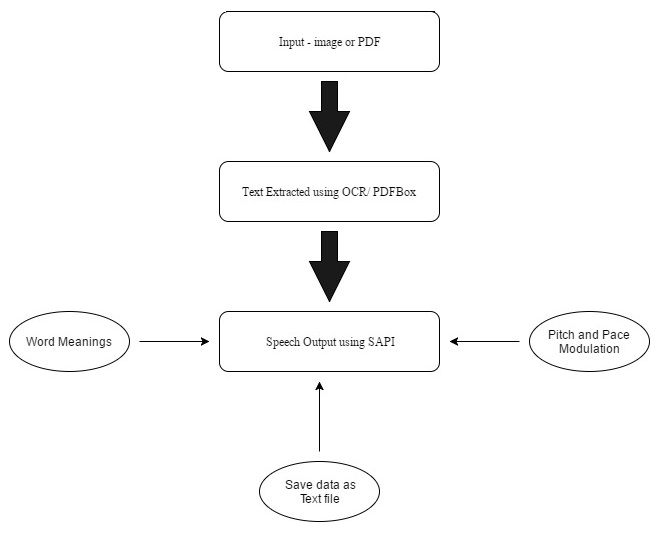 Input - image or PDF
Text Extracted using OCR/ PDFBox
Word Meanings
Speech Output using SAPI
Pitch and Pace
Modulation
Save data as
Text file